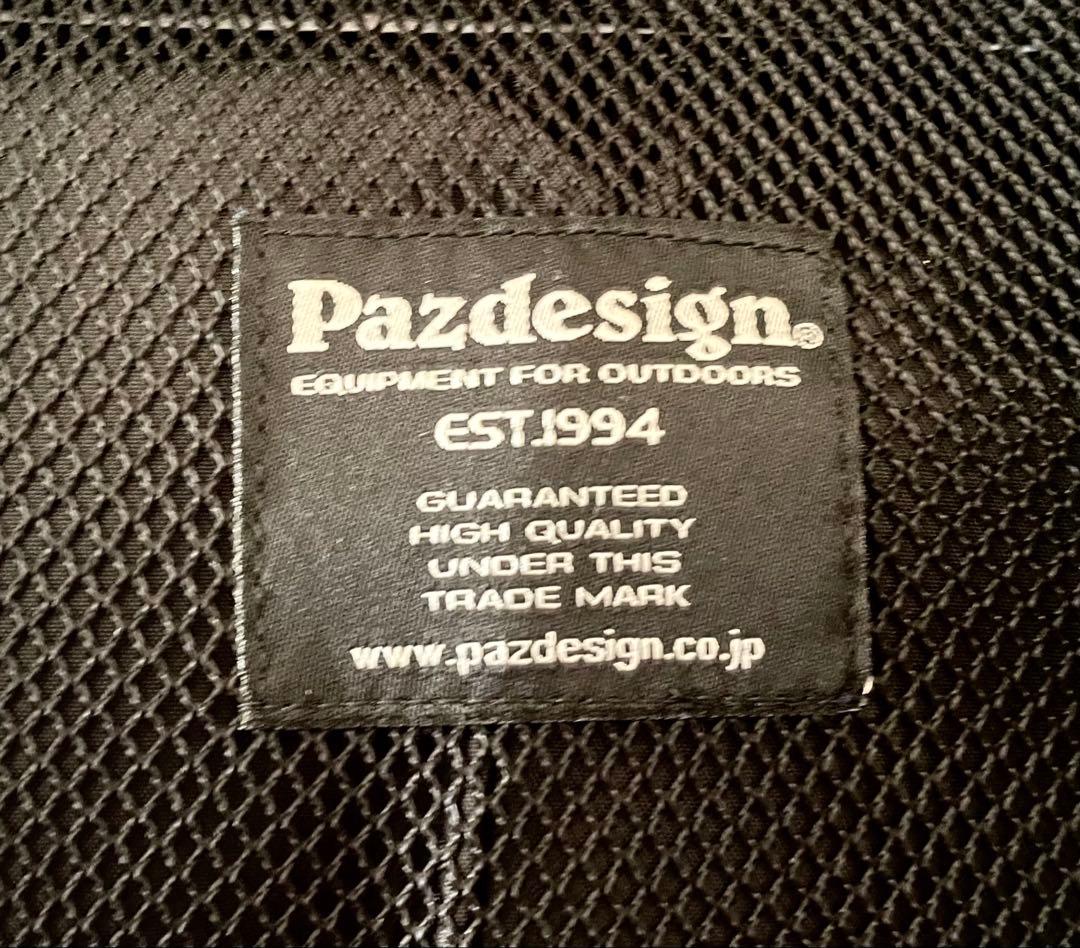 Pazdesign®
EQUIPMENT FOR OUTDOORS
EST.1994
GUARANTEED
HIGH QUALITY
UNDER THIS
TRADE MARK
www.pazdesign.co.jp